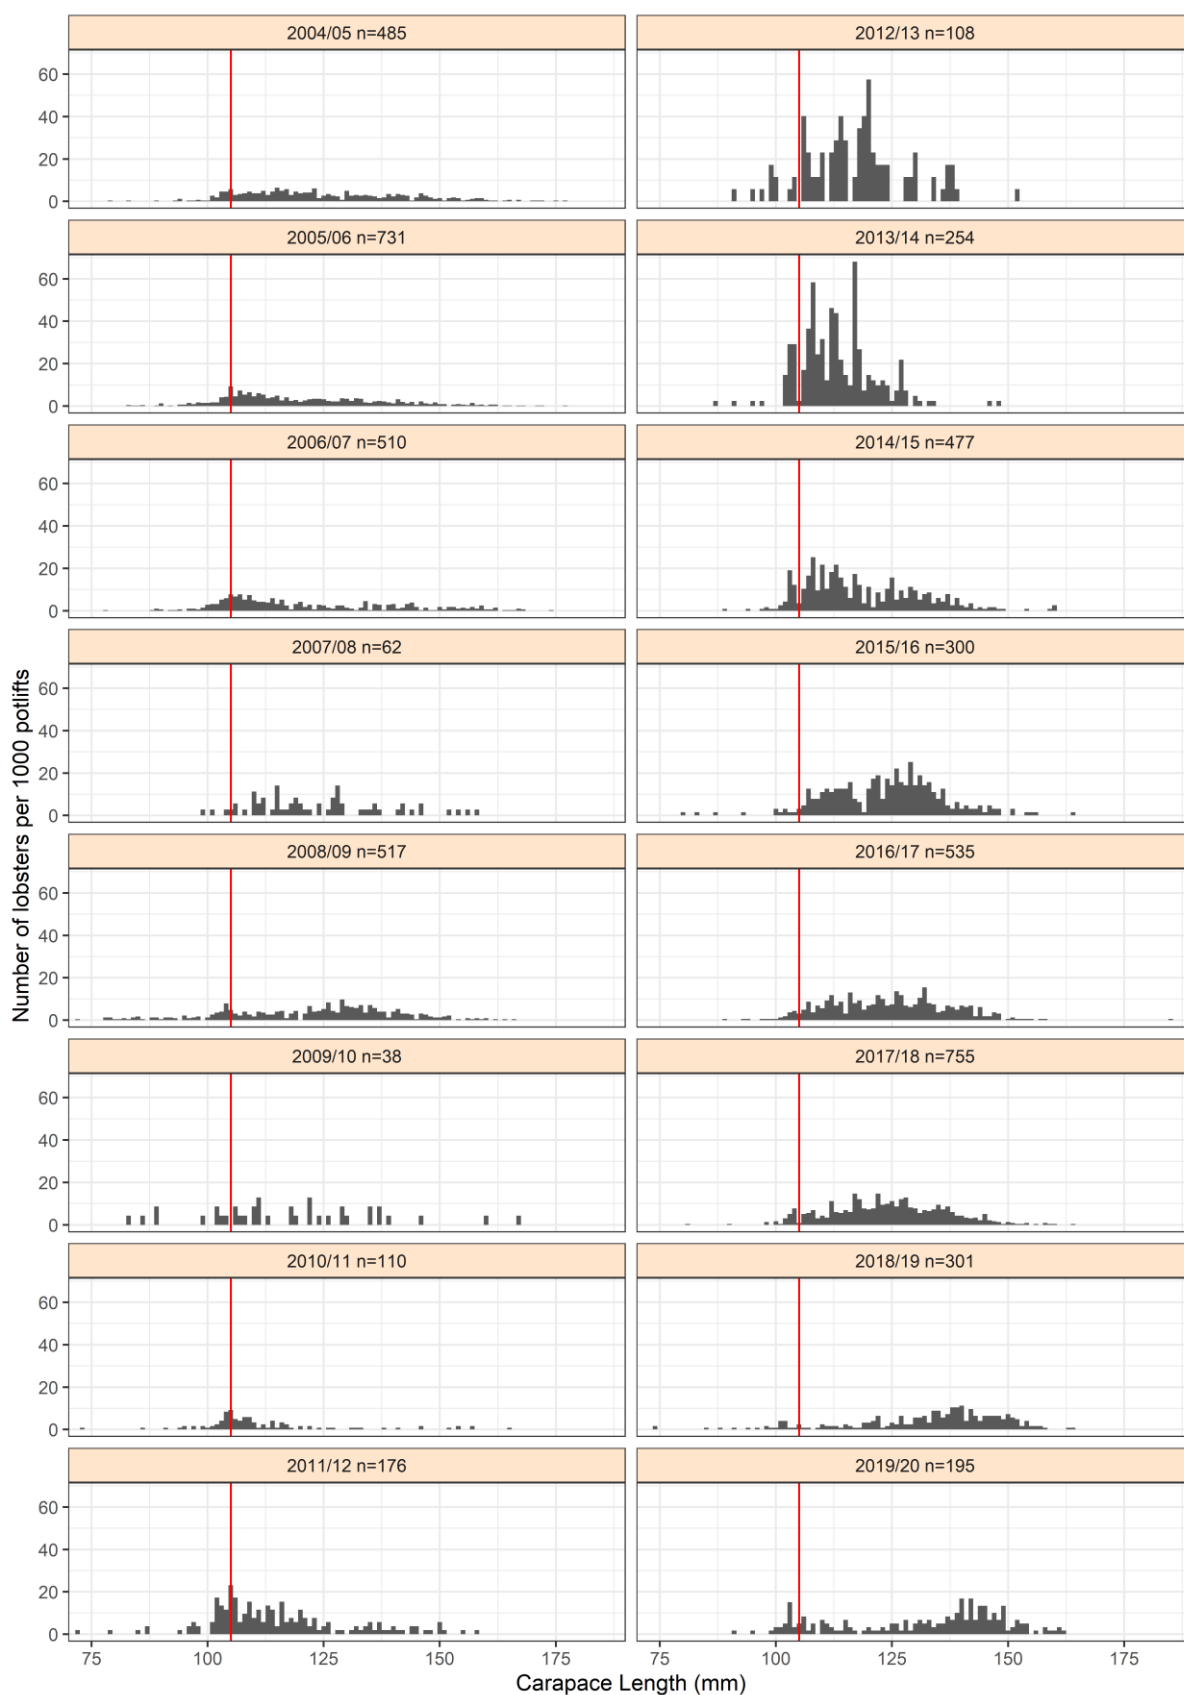 2004/05 n=485
2012/13 n=108
60
40
20
0
2005/06 n=731
2013/14 n=254
60
40
20
0
2006/07 n=510
2014/15 n=477
60
40
20
0
2007/08 n=62
2015/16 n=300
60
40
20
0
2008/09 n=517
2016/17 n=535
60
40
20
0
2009/10 n=38
2017/18 n=755
60
40
20
0
2010/11 n=110
2018/19 n=301
60
40
20
0
2011/12 n=176
2019/20 n=195
60
40
20
0
Number of lobsters per 1000 potlifts
75 100 125 150 175 75 100 125 150 175
Carapace Length (mm)